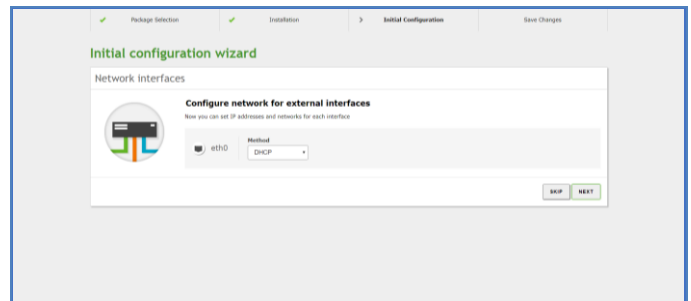 Package Selection
Installation
Initial Configuration
Save Changes
Initial configuration wizard
Network interfaces
Configure network for external interfaces
Now you can set IP addresses and networks for each interface
eth0
Method
DHCP
SKIP
NEXT